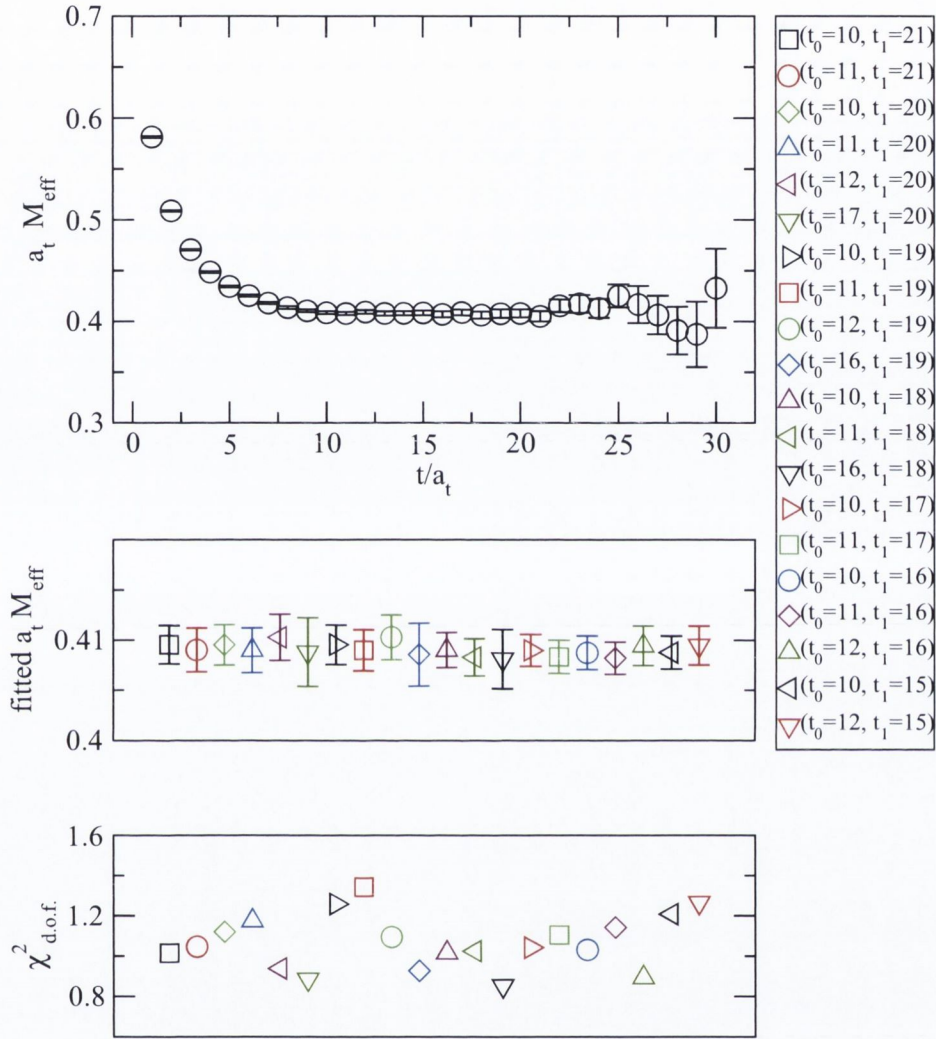 0.7
0.6
0.5
0.4
0.3
a_t M_eff
0 5 10 15 20 25 30
t/a_t
0.41
0.4
fitted a_t M_eff
1.6
1.2
0.8
χ²_d.o.f.
(t_0=10, t_1=21)
(t_0=11, t_1=21)
(t_0=10, t_1=20)
(t_0=11, t_1=20)
(t_0=12, t_1=20)
(t_0=17, t_1=20)
(t_0=10, t_1=19)
(t_0=11, t_1=19)
(t_0=12, t_1=19)
(t_0=16, t_1=19)
(t_0=10, t_1=18)
(t_0=11, t_1=18)
(t_0=16, t_1=18)
(t_0=10, t_1=17)
(t_0=11, t_1=17)
(t_0=10, t_1=16)
(t_0=11, t_1=16)
(t_0=12, t_1=16)
(t_0=10, t_1=15)
(t_0=12, t_1=15)